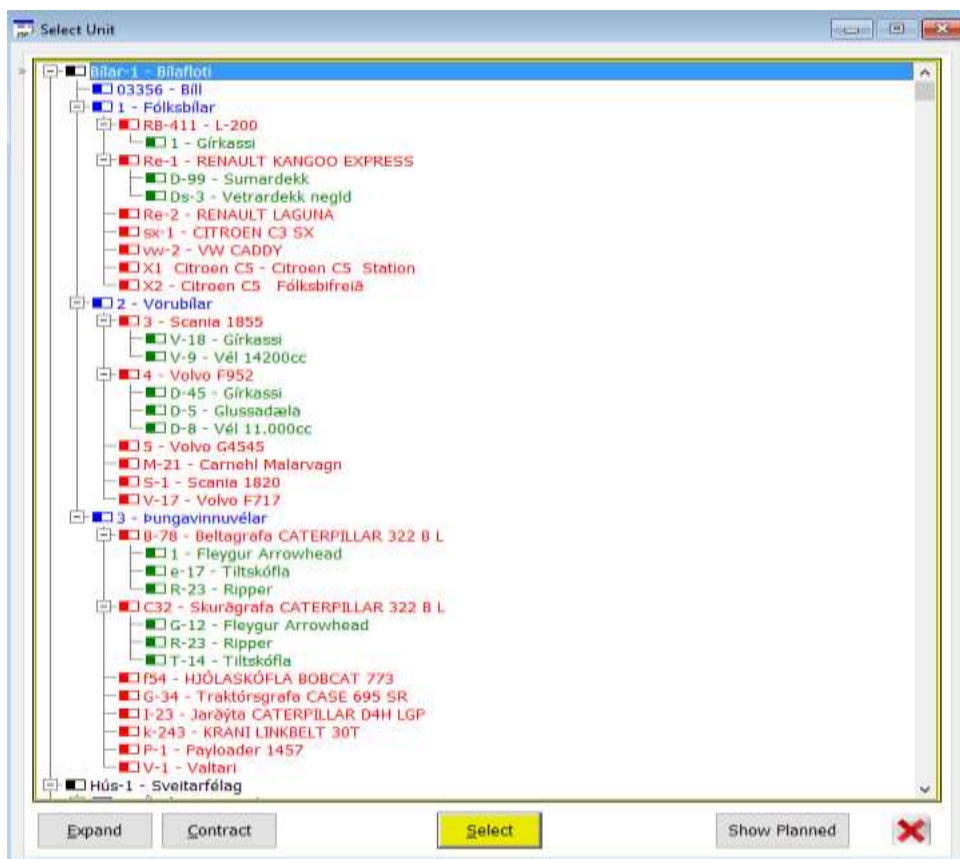 Select Unit
Bílar-1 - Bílafloti
03356 - Bíll
1 - Fólksbílar
RB-411 - L-200
1 - Gírkassi
Re-1 - RENAULT KANGOO EXPRESS
D-99 - Sumardekk
Ds-3 - Vetrardekk negld
Re-2 - RENAULT LAGUNA
sx-1 - CITROEN C3 SX
vw-2 - VW CADDY
X1 Citroen C5 - Citroen C5 Station
X2 - Citroen C5 Fólksbifreið
2 - Vörubílar
3 - Scania 1855
V-18 - Gírkassi
V-9 - Vél 14200cc
4 - Volvo F952
D-45 - Gírkassi
D-5 - Glussadæla
D-8 - Vél 11.000cc
5 - Volvo G4545
M-21 - Carnehl Malarvagn
S-1 - Scania 1820
V-17 - Volvo F717
3 - Þungavinnuvélar
B-78 - Beltagrafa CATERPILLAR 322 B L
1 - Fleygur Arrowhead
e-17 - Tiltskófla
R-23 - Ripper
C32 - Skurðgrafa CATERPILLAR 322 B L
G-12 - Fleygur Arrowhead
R-23 - Ripper
T-14 - Tiltskófla
f54 - HJÓLASKÓFLA BOBCAT 773
G-34 - Traktórsgrafa CASE 695 SR
I-23 - Jarðýta CATERPILLAR D4H LGP
k-243 - KRANI LINKBELT 30T
P-1 - Payloader 1457
V-1 - Valtari
Hús-1 - Sveitarfélag
Expand Contract Select Show Planned